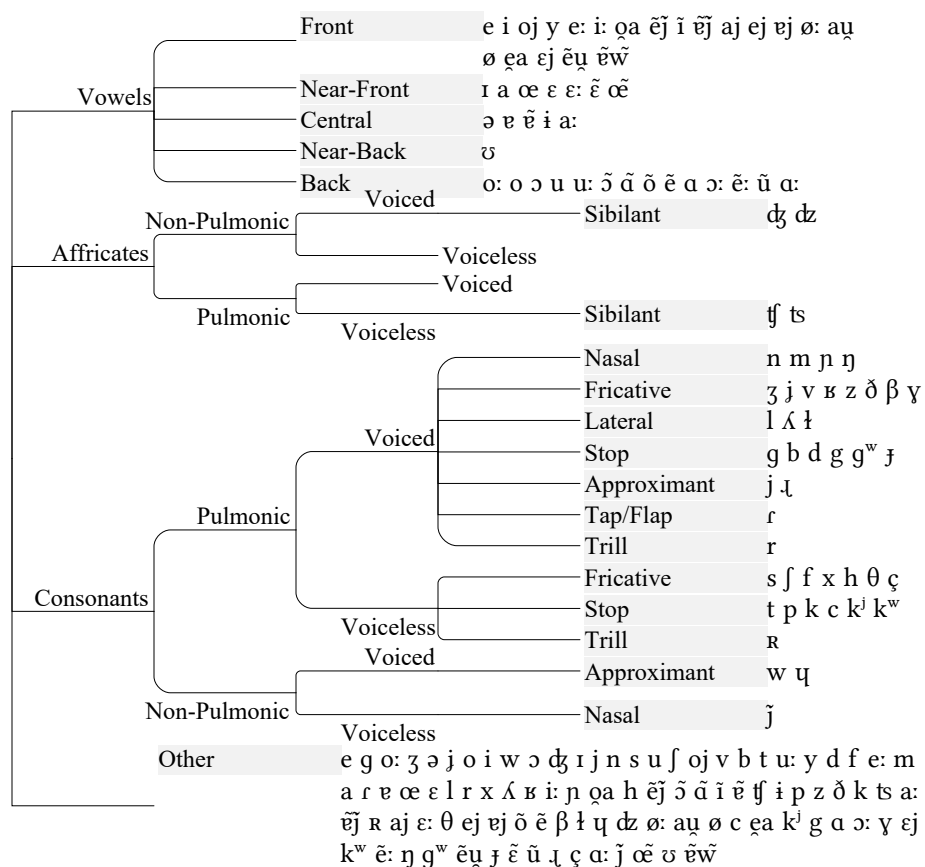 Front e i oj y eː iː o̯a ẽj̃ ĩ ɐ̃j̃ aj ej ɐj øː au̯
ø e̯a ɛj ẽu̯ ɐ̃w̃
Vowels
Near-Front ɪ a œ ɛ ɛː ɛ̃ œ̃
Central ə ɐ ɐ̃ ɨ aː
Near-Back ʊ
Back oː o ɔ u uː ɔ̃ ɑ̃ õ ẽ ɑ ɔː ẽː ũ ɑː
Voiced
Non-Pulmonic
Sibilant ʤ ʣ
Affricates
Voiceless
Voiced
Pulmonic
Sibilant ʧ ʦ
Voiceless
Nasal n m ɲ ŋ
Fricative ʒ ʝ v ʁ z ð β ɣ
Lateral l ʎ ɫ
Voiced
Stop ɡ b d g ɡʷ ɟ
Approximant j ɻ
Pulmonic
Tap/Flap ɾ
Trill r
Fricative s ʃ f x h θ ç
Consonants
Stop t p k c kʲ kʷ
Voiceless
Trill ʀ
Voiced
Approximant w ɥ
Non-Pulmonic
Nasal j̃
Voiceless
Other e ɡ oː ʒ ə ʝ o i w ɔ ʤ ɪ j n s u ʃ oj v b t uː y d f eː m
a ɾ ɐ œ ɛ l r x ʎ ʁ iː ɲ o̯a h ẽj̃ ɔ̃ ɑ̃ ĩ ɐ̃ ʧ ɨ p z ð k ʦ aː
ɐ̃j̃ ʀ aj ɛː θ ej ɐj õ ẽ β ɫ ɥ ʣ øː au̯ ø c e̯a kʲ g ɑ ɔː ɣ ɛj
kʷ ẽː ŋ ɡʷ ẽu̯ ɟ ɛ̃ ũ ɻ ç ɑː j̃ œ̃ ʊ ɐ̃w̃